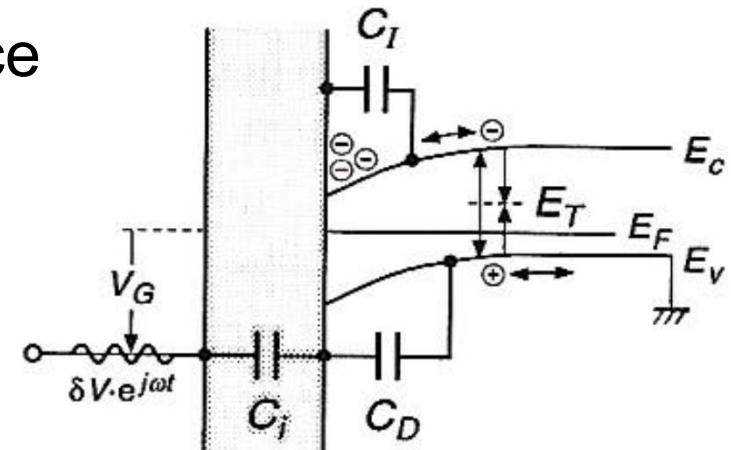 ce
C_I
⊖
⊖
⊖ ⊖
E_C
E_T
E_F
E_V
V_G
⊕
δV·e^{jωt}
C_i
C_D